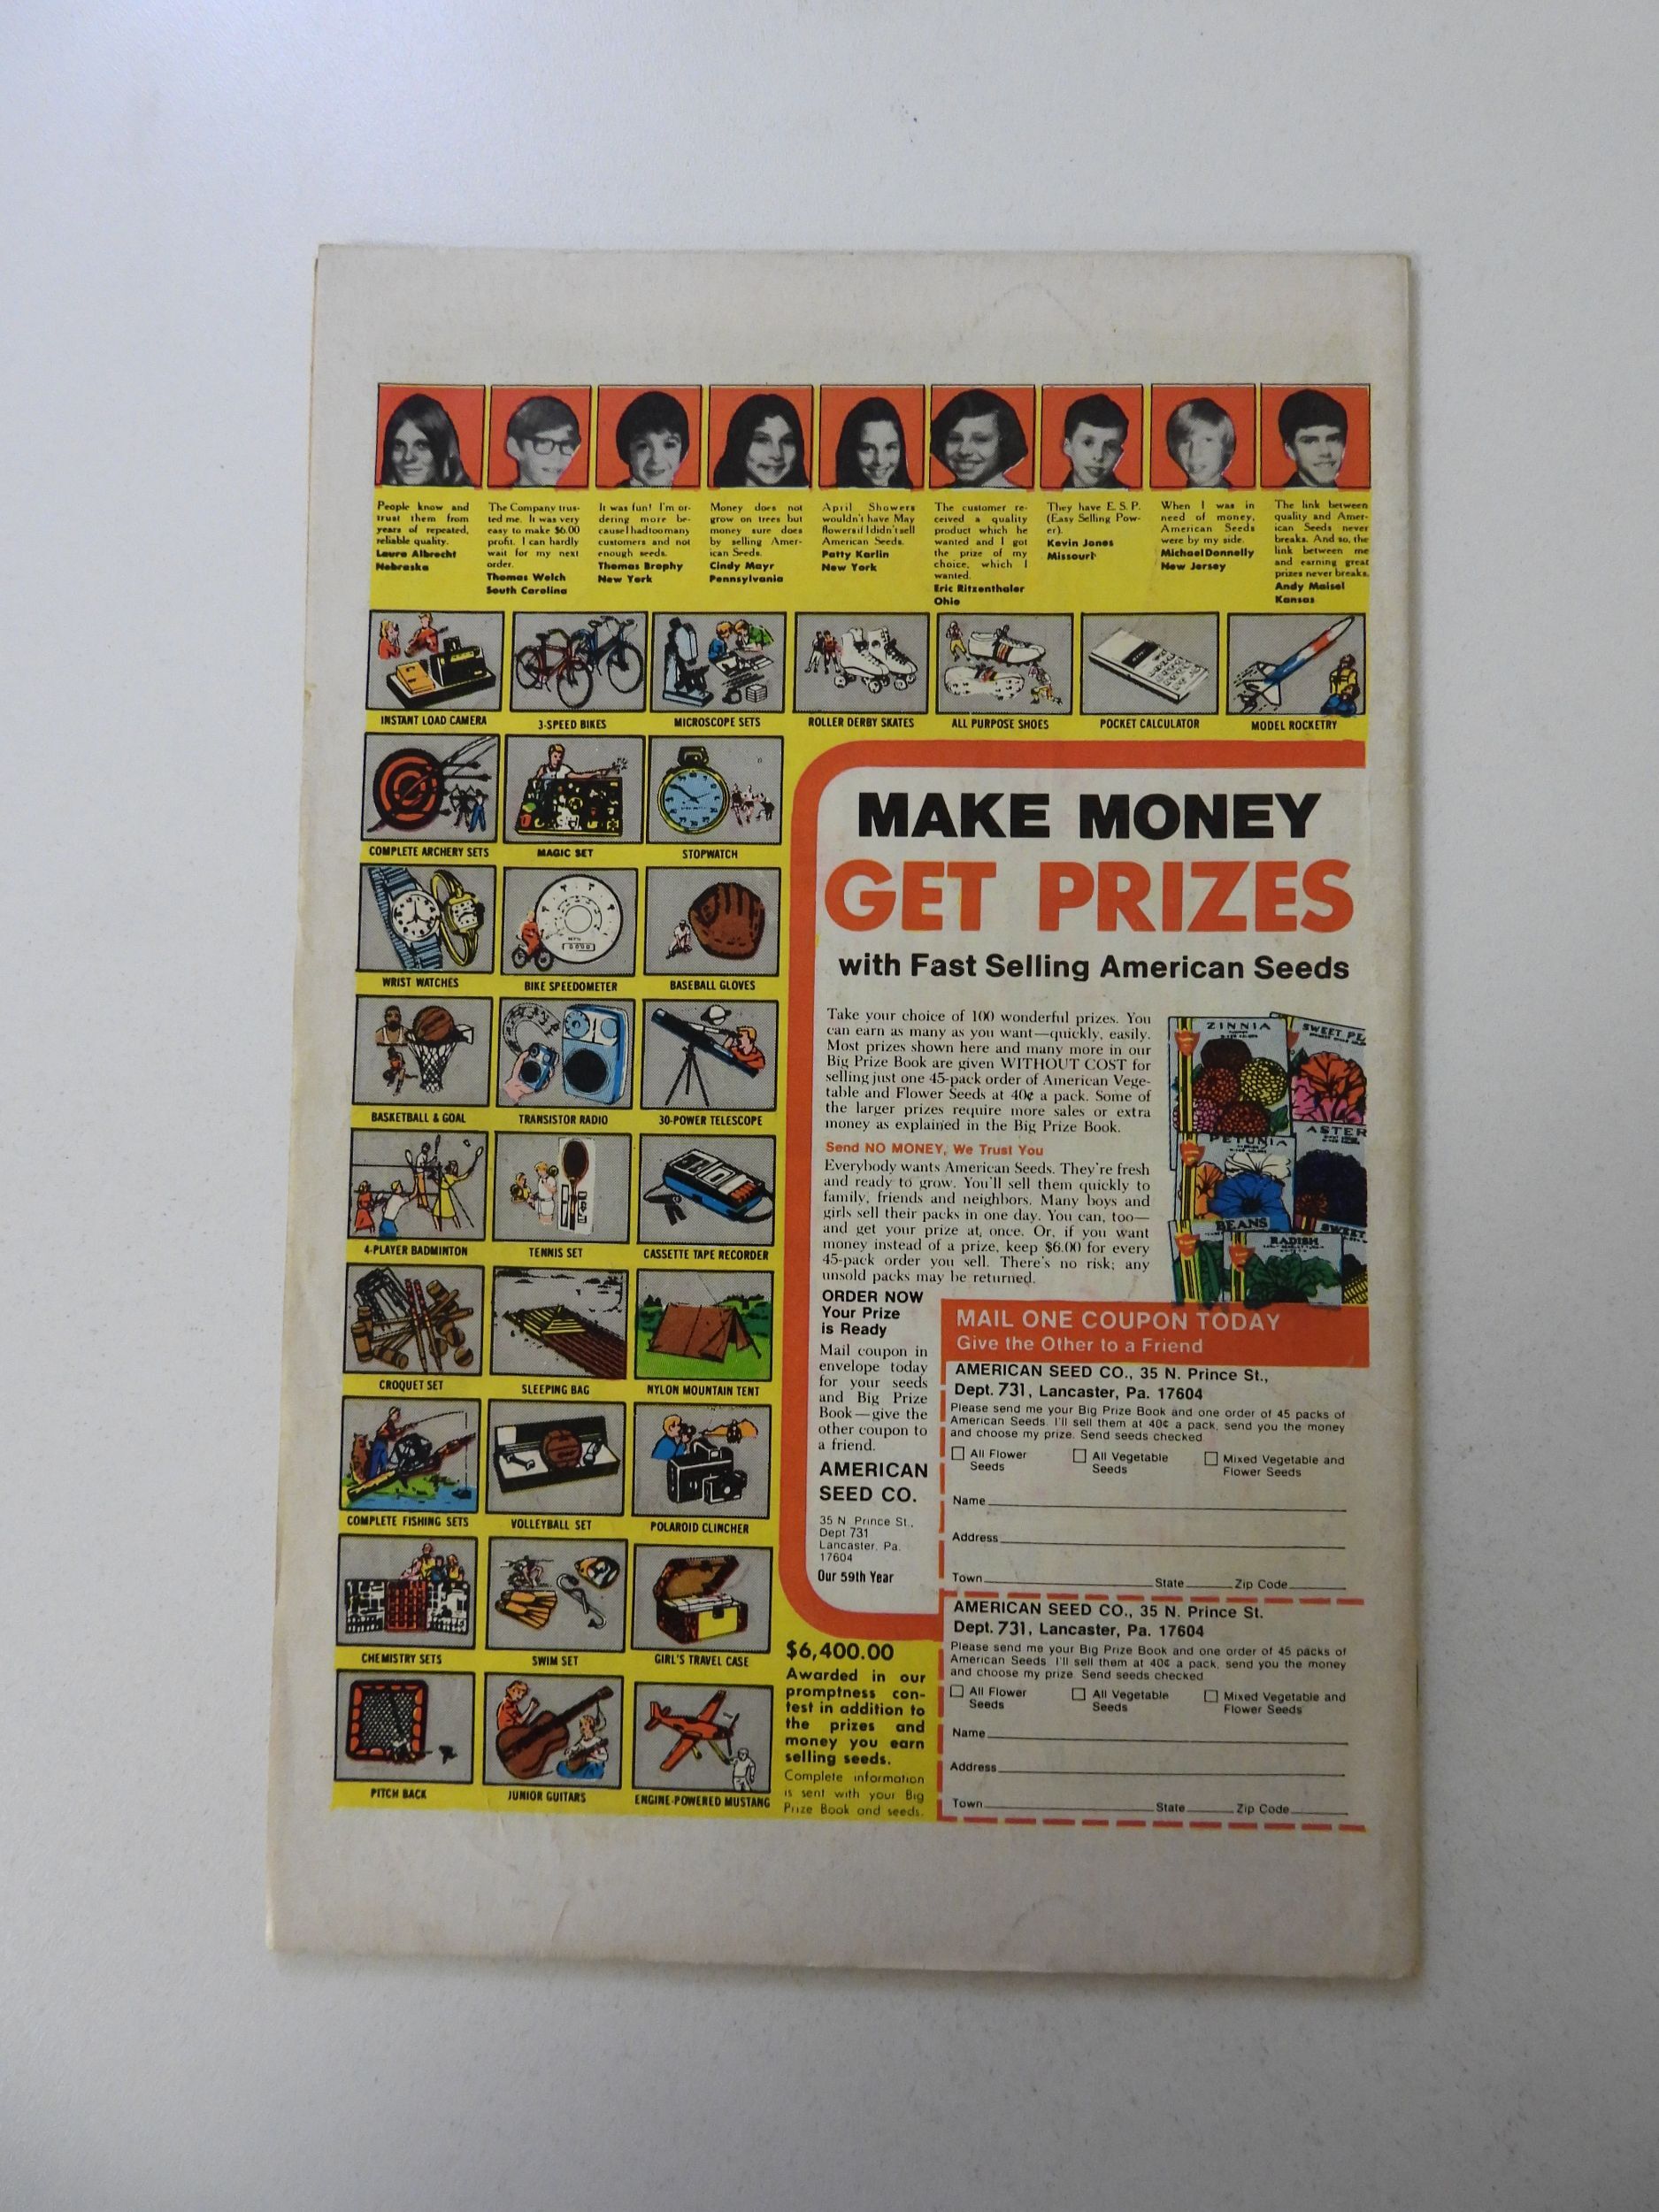 People know and
trust them from
years of repeated,
reliable quality.
Laura Albrecht
Nebraska
The Company trus-
ted me. It was very
easy to make $6.00
profit. I can hardly
wait for my next
order.
Thomas Welch
South Carolina
It was fun! I'm or-
dering more be-
cause I had too many
customers and not
enough seeds.
Thomas Brophy
New York
Money does not
grow on trees but
money sure does
by selling Amer-
ican Seeds.
Cindy Mayr
Pennsylvania
April Showers
wouldn't have May
flowers if I didn't sell
American Seeds.
Patty Karlin
New York
The customer re-
ceived a quality
product which he
wanted and I got
the prize of my
choice, which I
wanted.
Eric Ritzenthaler
Ohio
They have E.S.P.
(Easy Selling Pow-
er).
Kevin Jones
Missouri
When I was in
need of money,
American Seeds
were by my side.
Michael Donnelly
New Jersey
The link between
quality and Amer-
ican Seeds never
breaks. And so, the
link between me
and earning great
prizes never breaks.
Andy Maisel
Kansas
INSTANT LOAD CAMERA
3-SPEED BIKES
MICROSCOPE SETS
ROLLER DERBY SKATES
ALL PURPOSE SHOES
POCKET CALCULATOR
MODEL ROCKETRY
COMPLETE ARCHERY SETS
MAGIC SET
STOPWATCH
WRIST WATCHES
BIKE SPEEDOMETER
BASEBALL GLOVES
BASKETBALL & GOAL
TRANSISTOR RADIO
30-POWER TELESCOPE
4-PLAYER BADMINTON
TENNIS SET
CASSETTE TAPE RECORDER
CROQUET SET
SLEEPING BAG
NYLON MOUNTAIN TENT
COMPLETE FISHING SETS
VOLLEYBALL SET
POLAROID CLINCHER
CHEMISTRY SETS
SWIM SET
GIRL'S TRAVEL CASE
PITCH BACK
JUNIOR GUITARS
ENGINE-POWERED MUSTANG
MAKE MONEY
GET PRIZES
with Fast Selling American Seeds
Take your choice of 100 wonderful prizes. You
can earn as many as you want—quickly, easily.
Most prizes shown here and many more in our
Big Prize Book are given WITHOUT COST for
selling just one 45-pack order of American Vege-
table and Flower Seeds at 40¢ a pack. Some of
the larger prizes require more sales or extra
money as explained in the Big Prize Book.
Send NO MONEY, We Trust You
Everybody wants American Seeds. They're fresh
and ready to grow. You'll sell them quickly to
family, friends and neighbors. Many boys and
girls sell their packs in one day. You can, too—
and get your prize at once. Or, if you want
money instead of a prize, keep $6.00 for every
45-pack order you sell. There's no risk; any
unsold packs may be returned.
ZINNIA
SWEET PE
ASTER
PETUNIA
BEANS
SWEET
RADISH
ORDER NOW
Your Prize
is Ready
Mail coupon in
envelope today
for your seeds
and Big Prize
Book—give the
other coupon to
a friend.
AMERICAN
SEED CO.
35 N. Prince St.,
Dept 731
Lancaster, Pa.
17604
Our 59th Year
$6,400.00
Awarded in our
promptness con-
test in addition to
the prizes and
money you earn
selling seeds.
Complete information
is sent with your Big
Prize Book and seeds.
MAIL ONE COUPON TODAY
Give the Other to a Friend
AMERICAN SEED CO., 35 N. Prince St.,
Dept. 731, Lancaster, Pa. 17604
Please send me your Big Prize Book and one order of 45 packs of
American Seeds. I'll sell them at 40¢ a pack, send you the money
and choose my prize. Send seeds checked
All Flower
Seeds
All Vegetable
Seeds
Mixed Vegetable and
Flower Seeds
Name
Address
Town State Zip Code
AMERICAN SEED CO., 35 N. Prince St.
Dept. 731, Lancaster, Pa. 17604
Please send me your Big Prize Book and one order of 45 packs of
American Seeds. I'll sell them at 40¢ a pack, send you the money
and choose my prize. Send seeds checked
All Flower
Seeds
All Vegetable
Seeds
Mixed Vegetable and
Flower Seeds
Name
Address
Town State Zip Code